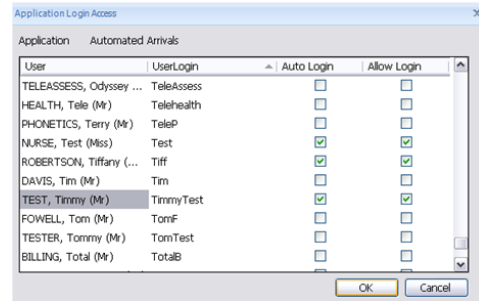 Application Login Access
Application Automated Arrivals
User UserLogin Auto Login Allow Login
TELEASSESS, Odyssey ... TeleAssess
HEALTH, Tele (Mr) Telehealth
PHONETICS, Terry (Mr) TeleP
NURSE, Test (Miss) Test
ROBERTSON, Tiffany (... Tiff
DAVIS, Tim (Mr) Tim
TEST, Timmy (Mr) TimmyTest
FOWELL, Tom (Mr) TomF
TESTER, Tommy (Mr) TomTest
BILLING, Total (Mr) TotalB
OK Cancel